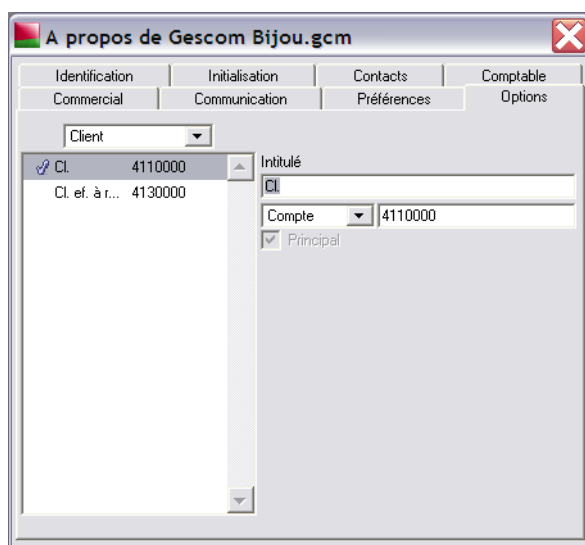 A propos de Gescom Bijou.gcm
Identification Initialisation Contacts Comptable
Commercial Communication Préférences Options
Client
Cl. 4110000
Cl. ef. à r... 4130000
Intitulé
Cl.
Compte 4110000
Principal